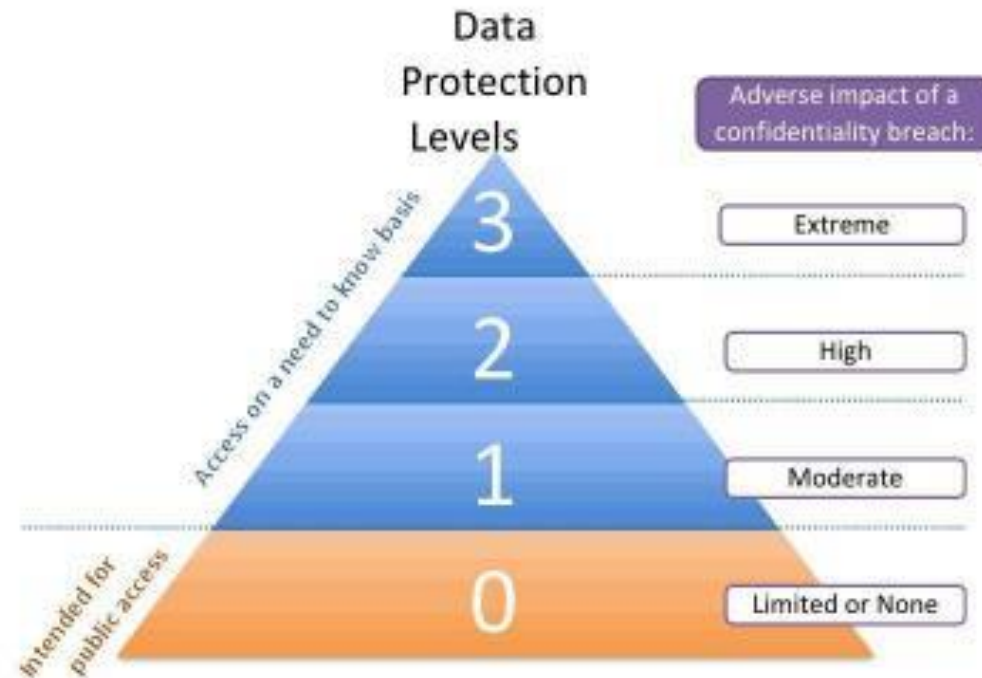 Data
Protection
Levels
Adverse impact of a
confidentiality breach:
Access on a need to know basis
3
Extreme
2
High
1
Moderate
Intended for
public access
0
Limited or None